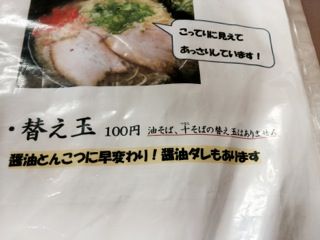 こってりに見えて
あっさりしています!
・替え玉 100円 油そば、干そばの替え玉はありません
醤油とんこつに早変わり!醤油ダレもあります